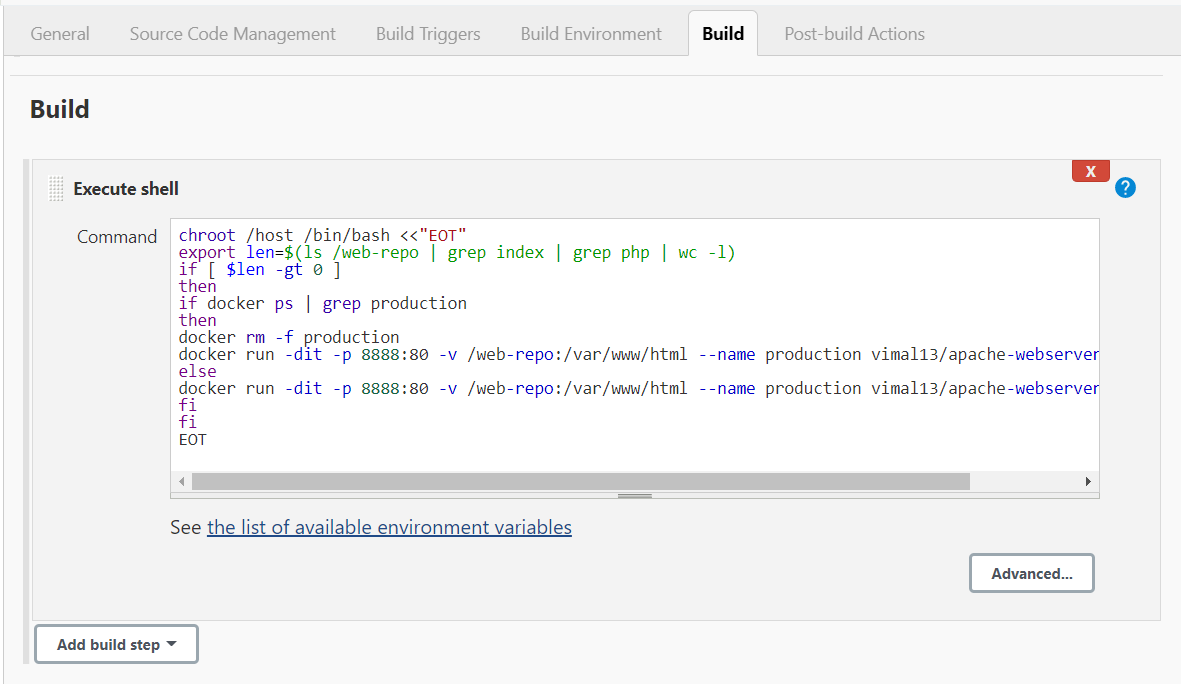 General Source Code Management Build Triggers Build Environment Build Post-build Actions
Build
X
?
Execute shell
Command
chroot /host /bin/bash <<"EOT"
export len=$(ls /web-repo | grep index | grep php | wc -l)
if [ $len -gt 0 ]
then
if docker ps | grep production
then
docker rm -f production
docker run -dit -p 8888:80 -v /web-repo:/var/www/html --name production vimal13/apache-webserver
else
docker run -dit -p 8888:80 -v /web-repo:/var/www/html --name production vimal13/apache-webserver
fi
fi
EOT
See the list of available environment variables
Advanced...
Add build step